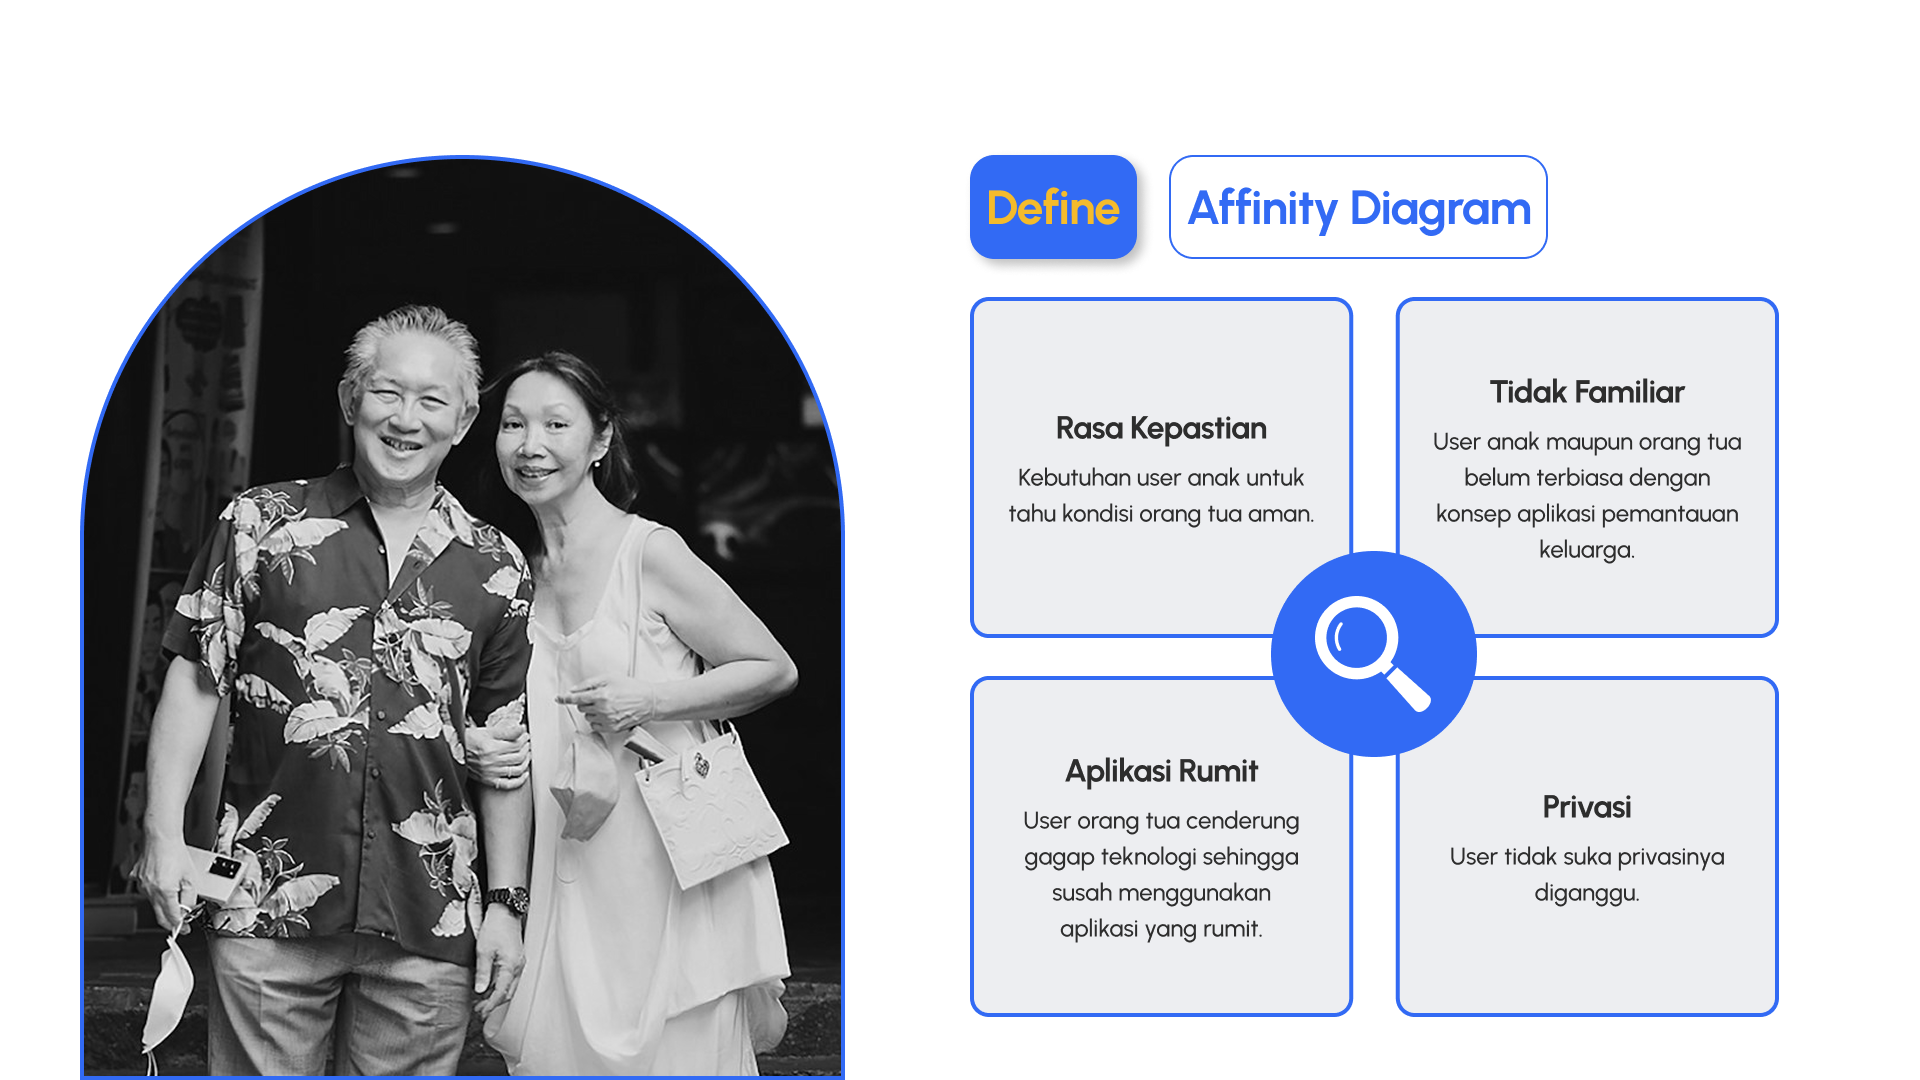 Define
Affinity Diagram
Rasa Kepastian
Kebutuhan user anak untuk
tahu kondisi orang tua aman.
Tidak Familiar
User anak maupun orang tua
belum terbiasa dengan
konsep aplikasi pemantauan
keluarga.
Aplikasi Rumit
User orang tua cenderung
gagap teknologi sehingga
susah menggunakan
aplikasi yang rumit.
Privasi
User tidak suka privasinya
diganggu.